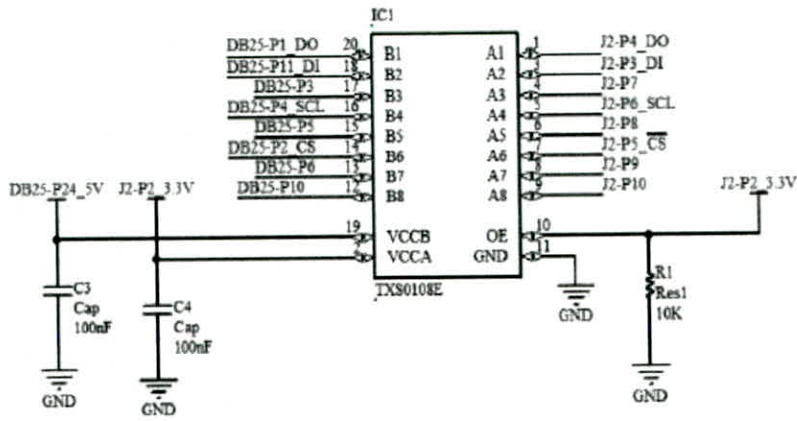 IC1
DB25-P1_DO 20 B1 A1 1 J2-P4_DO
DB25-P11_DI 18 B2 A2 J2-P3_DI
DB25-P3 17 B3 A3 J2-P7
DB25-P4_SCL 16 B4 A4 J2-P6_SCL
DB25-P5 15 B5 A5 6 J2-P8
DB25-P2_CS 14 B6 A6 7 J2-P5_CS
DB25-P6 13 B7 A7 8 J2-P9
DB25-P10 12 B8 A8 9 J2-P10
DB25-P24_5V J2-P2_3.3V J2-P2_3.3V
19 VCCB OE 10
VCCA GND 11
TXS0108E
C3
Cap
100nF
C4
Cap
100nF
R1
Res1
10K
GND
GND
GND
GND